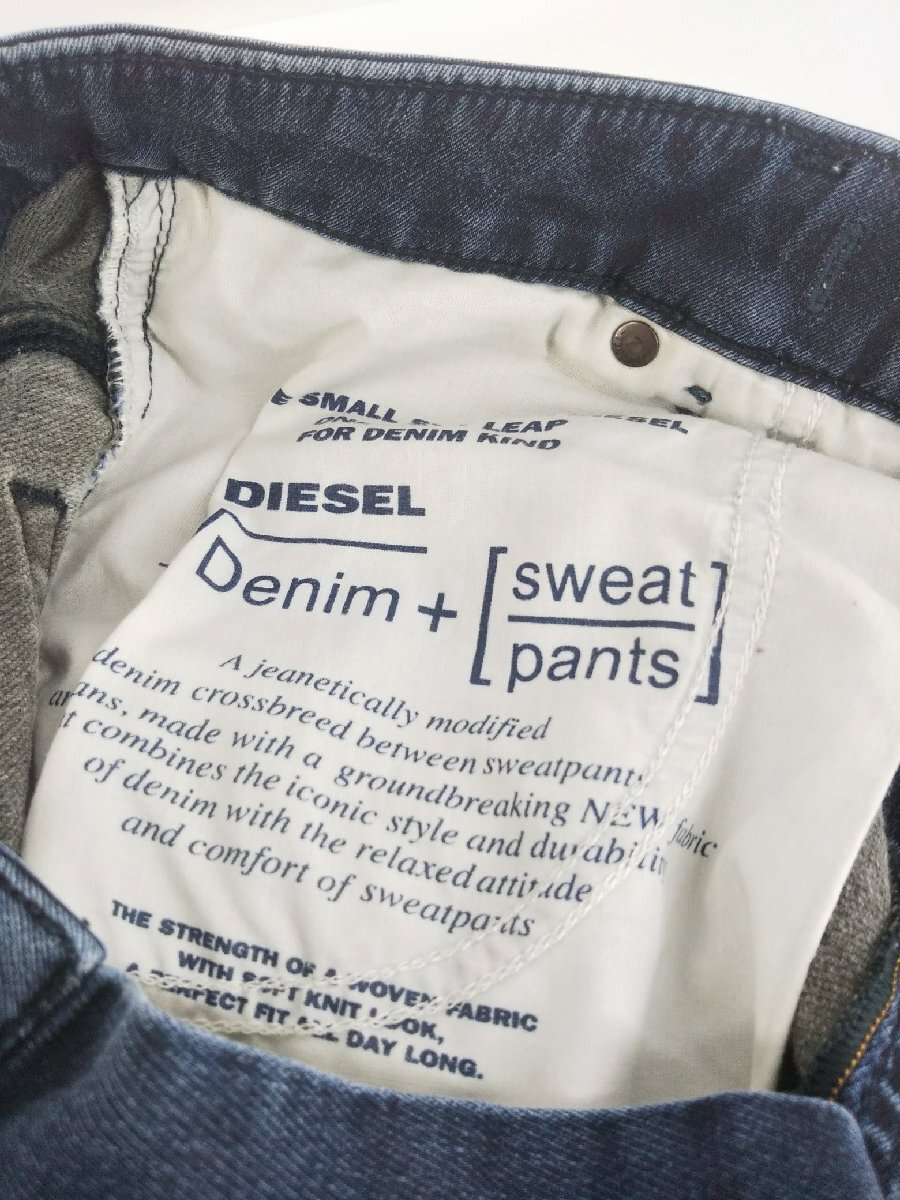 SMALL LEAP
FOR DENIM KIND
DIESEL
Denim + [sweat
pants]
A jeanetically modified
denim crossbreed between sweatpants
made with a groundbreaking NEW fabric
combines the iconic style and durability
of denim with the relaxed attitude
and comfort of sweatpants
THE STRENGTH OF A WOVEN FABRIC
WITH SOFT KNIT LOOK,
A PERFECT FIT ALL DAY LONG.